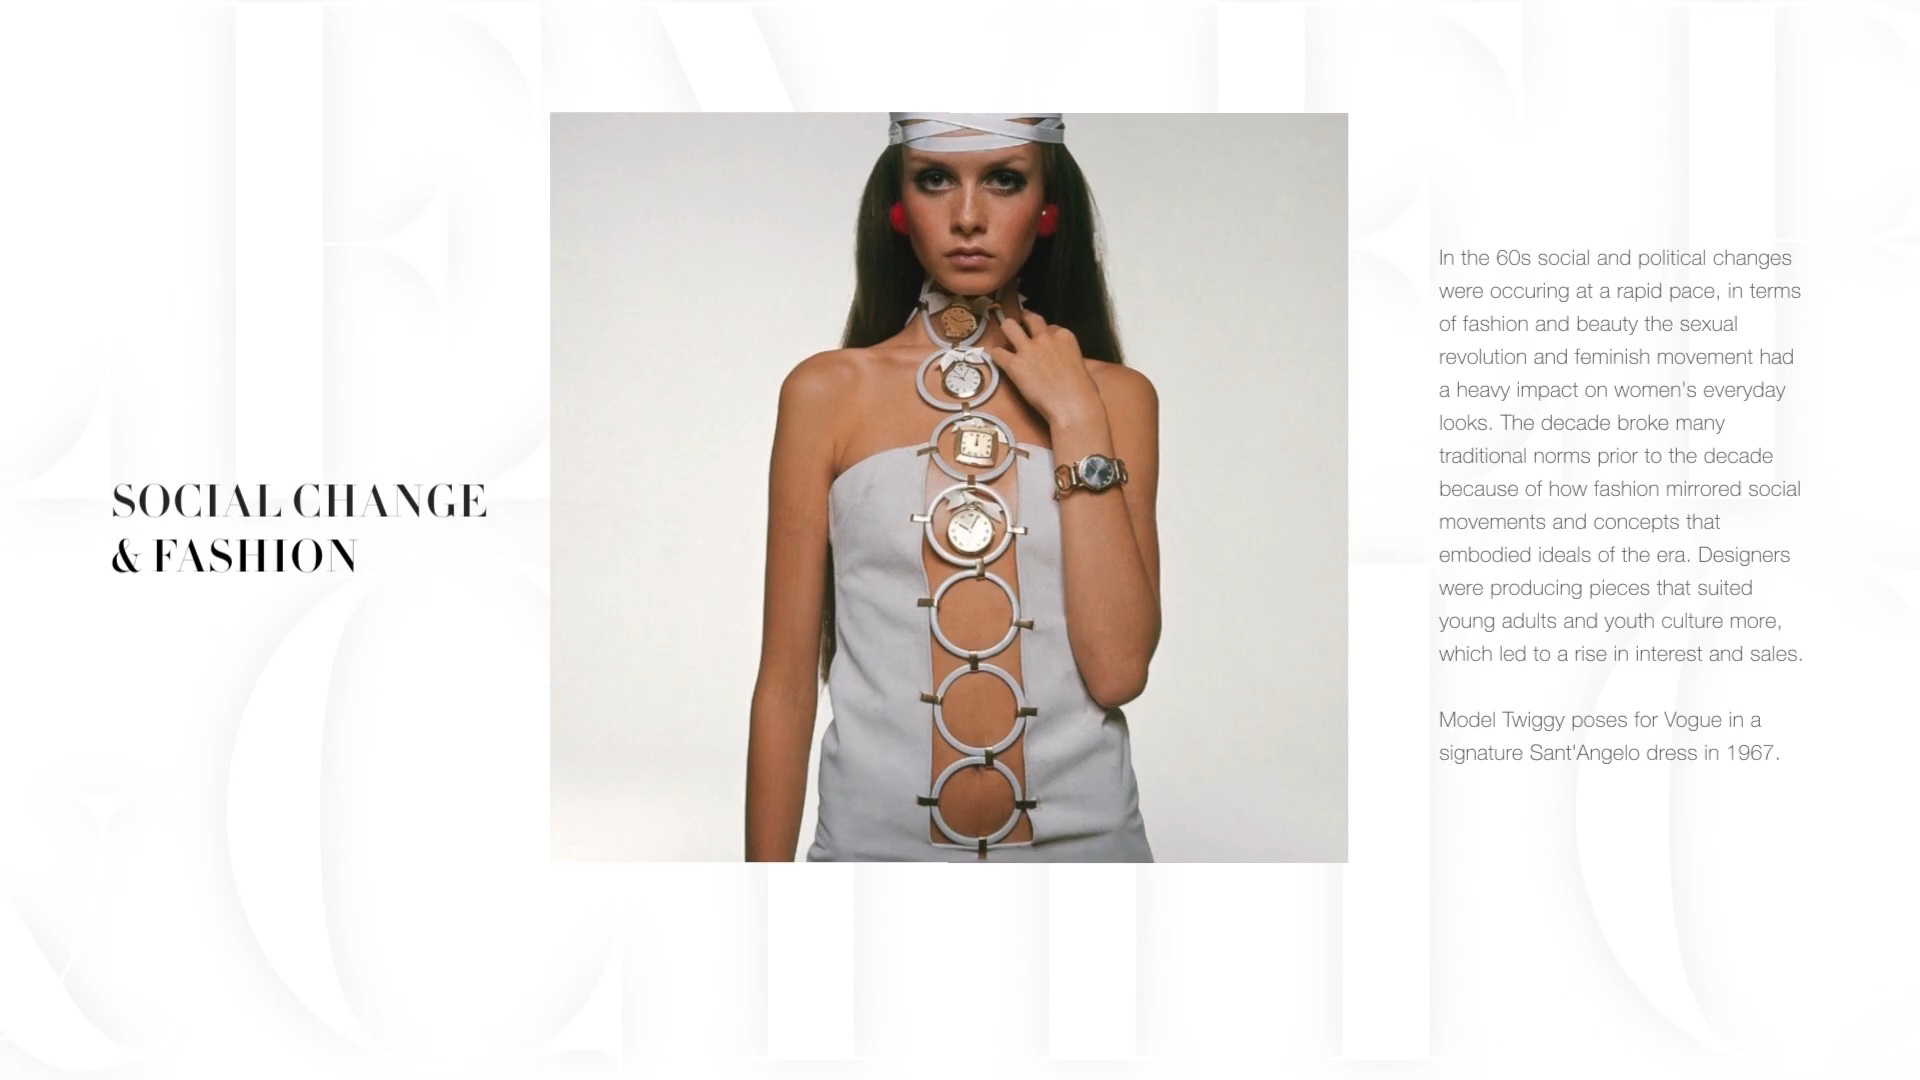 SOCIAL CHANGE
& FASHION
In the 60s social and political changes
were occuring at a rapid pace, in terms
of fashion and beauty the sexual
revolution and feminish movement had
a heavy impact on women's everyday
looks. The decade broke many
traditional norms prior to the decade
because of how fashion mirrored social
movements and concepts that
embodied ideals of the era. Designers
were producing pieces that suited
young adults and youth culture more,
which led to a rise in interest and sales.
Model Twiggy poses for Vogue in a
signature Sant'Angelo dress in 1967.